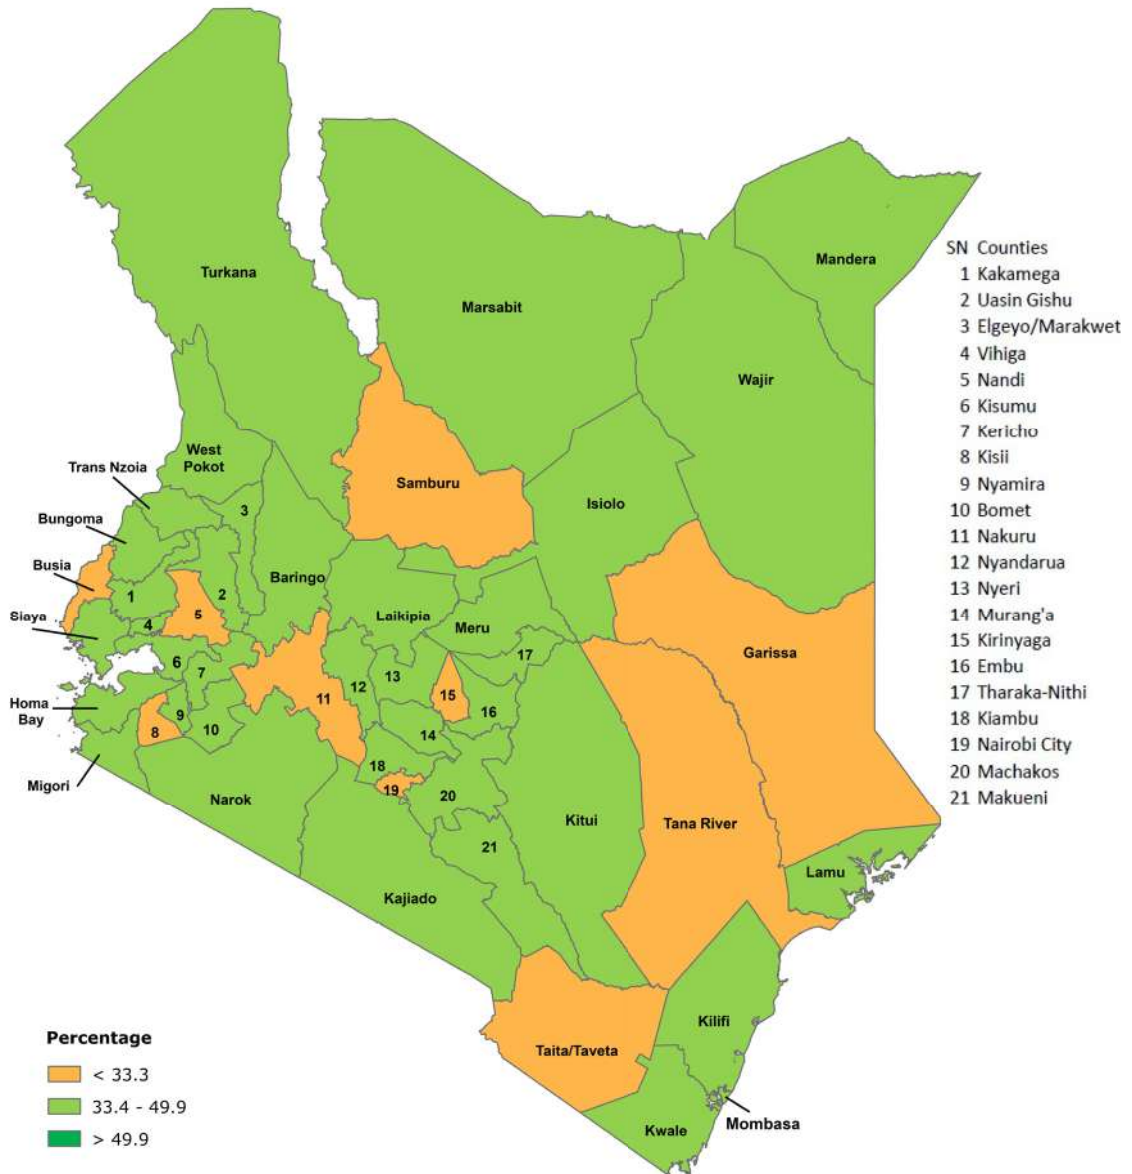 Turkana
Marsabit
Mandera
Wajir
West
Pokot
Trans Nzoia
Bungoma
Busia
Siaya
Homa
Bay
Migori
Samburu
Isiolo
Baringo
Laikipia
Meru
Garissa
Narok
Kajiado
Kitui
Tana River
Lamu
Taita/Taveta
Kilifi
Kwale
Mombasa
3
1
2
5
4
6
7
8
9
10
11
12
13
15
17
16
14
18
19
20
21
SN Counties
1 Kakamega
2 Uasin Gishu
3 Elgeyo/Marakwet
4 Vihiga
5 Nandi
6 Kisumu
7 Kericho
8 Kisii
9 Nyamira
10 Bomet
11 Nakuru
12 Nyandarua
13 Nyeri
14 Murang'a
15 Kirinyaga
16 Embu
17 Tharaka-Nithi
18 Kiambu
19 Nairobi City
20 Machakos
21 Makueni
Percentage
< 33.3
33.4 - 49.9
> 49.9